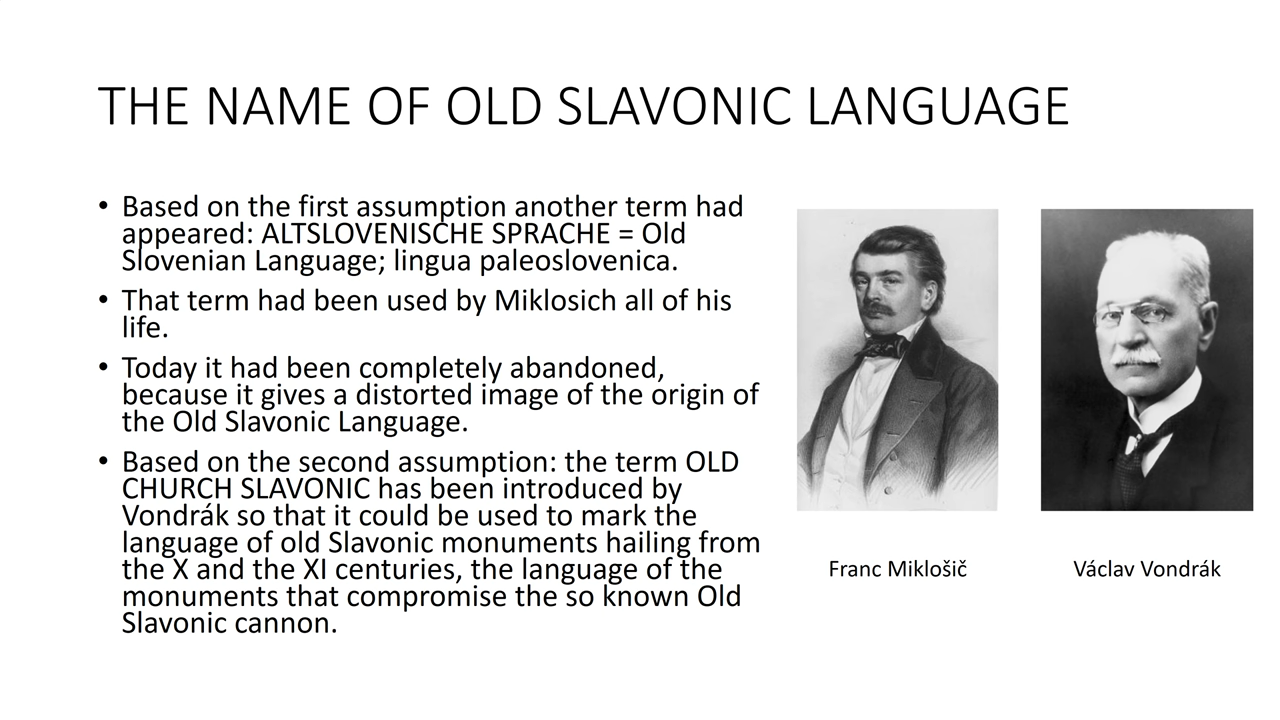 THE NAME OF OLD SLAVONIC LANGUAGE
• Based on the first assumption another term had
appeared: ALTSLOVENISCHE SPRACHE = Old
Slovenian Language; lingua paleoslovenica.
• That term had been used by Miklosich all of his
life.
• Today it had been completely abandoned,
because it gives a distorted image of the origin of
the Old Slavonic Language.
• Based on the second assumption: the term OLD
CHURCH SLAVONIC has been introduced by
Vondrák so that it could be used to mark the
language of old Slavonic monuments hailing from
the X and the XI centuries, the language of the
monuments that compromise the so known Old
Slavonic cannon.
Franc Miklošič
Václav Vondrák